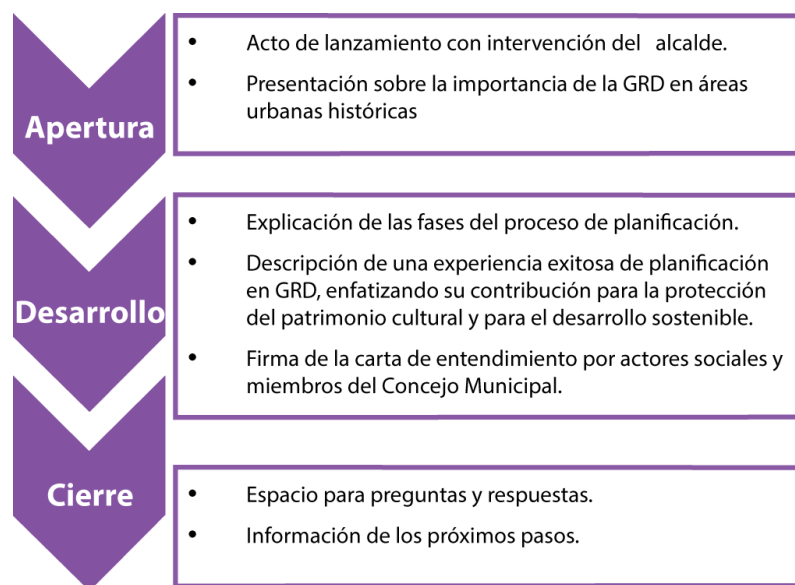 Apertura
• Acto de lanzamiento con intervención del alcalde.
• Presentación sobre la importancia de la GRD en áreas
urbanas históricas
Desarrollo
• Explicación de las fases del proceso de planificación.
• Descripción de una experiencia exitosa de planificación
en GRD, enfatizando su contribución para la protección
del patrimonio cultural y para el desarrollo sostenible.
• Firma de la carta de entendimiento por actores sociales y
miembros del Concejo Municipal.
Cierre
• Espacio para preguntas y respuestas.
• Información de los próximos pasos.